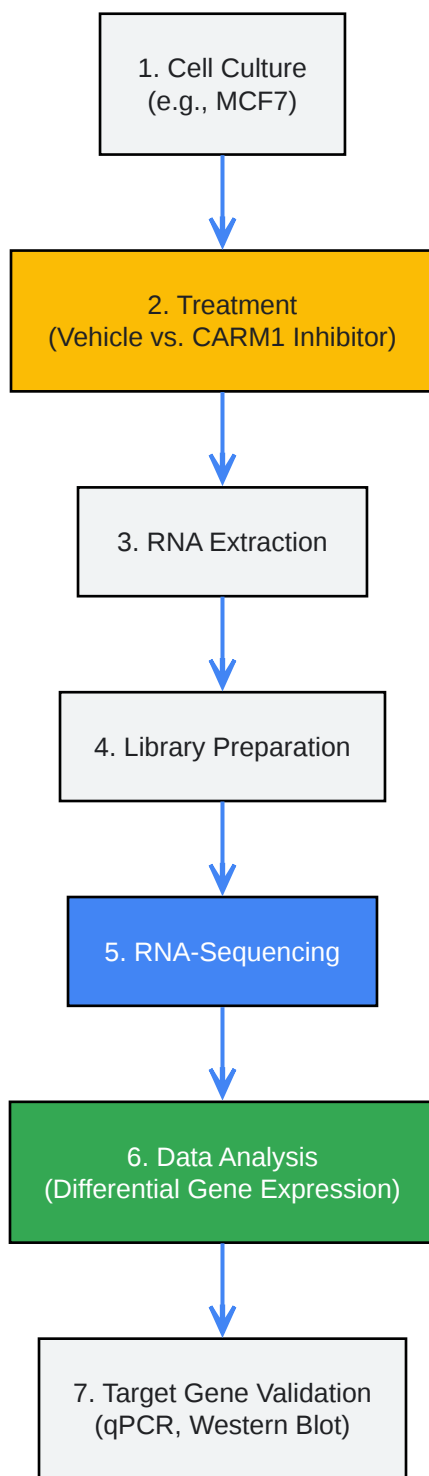 1. Cell Culture
(e.g., MCF7)
2. Treatment
(Vehicle vs. CARM1 Inhibitor)
3. RNA Extraction
4. Library Preparation
5. RNA-Sequencing
6. Data Analysis
(Differential Gene Expression)
7. Target Gene Validation
(qPCR, Western Blot)